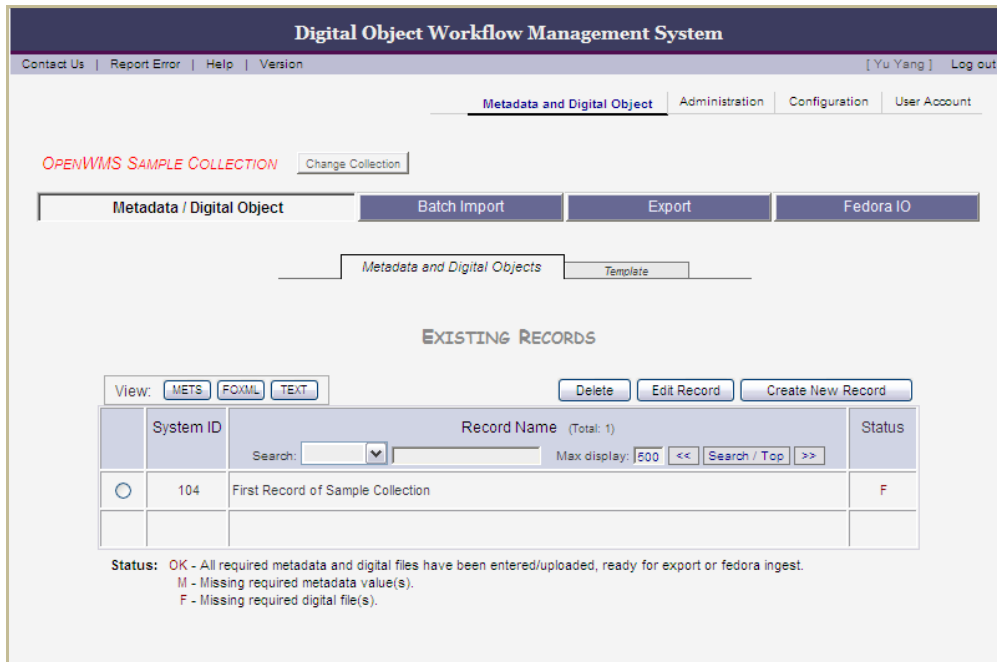 Digital Object Workflow Management System
Contact Us | Report Error | Help | Version [ Yu Yang ] Log out
Metadata and Digital Object Administration Configuration User Account
OPENWMS SAMPLE COLLECTION Change Collection
Metadata / Digital Object Batch Import Export Fedora IO
Metadata and Digital Objects Template
EXISTING RECORDS
View: METS FOXML TEXT Delete Edit Record Create New Record
System ID Record Name (Total: 1) Status
Search: Max display: 500 << Search / Top >>
104 First Record of Sample Collection F
Status: OK - All required metadata and digital files have been entered/uploaded, ready for export or fedora ingest.
M - Missing required metadata value(s).
F - Missing required digital file(s).